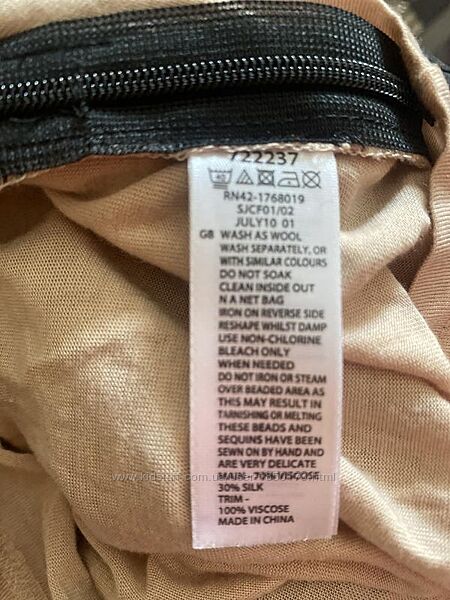 722237
40
RN42-1768019
SJCF01/02
JULY10 01
GB WASH AS WOOL
WASH SEPARATELY, OR
WITH SIMILAR COLOURS
DO NOT SOAK
CLEAN INSIDE OUT
N A NET BAG
IRON ON REVERSE SIDE
RESHAPE WHILST DAMP
USE NON-CHLORINE
BLEACH ONLY
WHEN NEEDED
DO NOT IRON OR STEAM
OVER BEADED AREA AS
THIS MAY RESULT IN
TARNISHING OR MELTING
THESE BEADS AND
SEQUINS HAVE BEEN
SEWN ON BY HAND AND
ARE VERY DELICATE
MAIN - 70% VISCOSE
30% SILK
TRIM -
100% VISCOSE
MADE IN CHINA